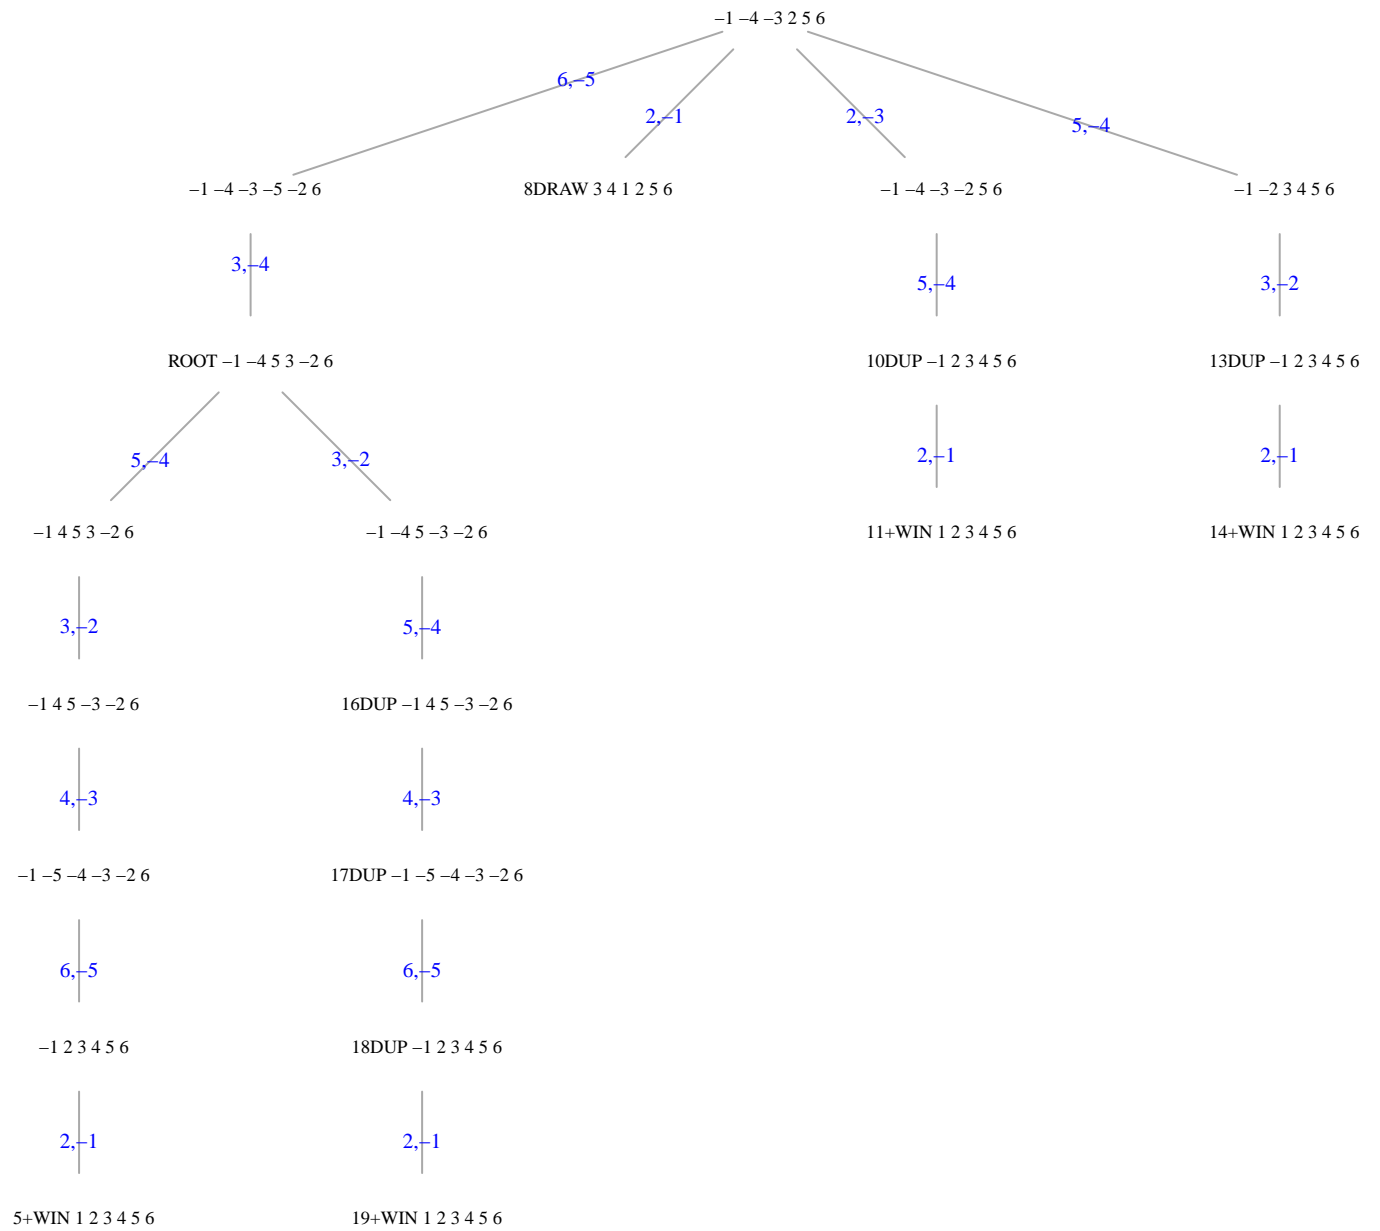 –1 –4 –3 2 5 6
6,–5
2,–1
2,–3
5,–4
–1 –4 –3 –5 –2 6
8DRAW 3 4 1 2 5 6
–1 –4 –3 –2 5 6
–1 –2 3 4 5 6
3,–4
5,–4
3,–2
ROOT –1 –4 5 3 –2 6
10DUP –1 2 3 4 5 6
13DUP –1 2 3 4 5 6
5,–4
3,–2
2,–1
2,–1
–1 4 5 3 –2 6
–1 –4 5 –3 –2 6
11+WIN 1 2 3 4 5 6
14+WIN 1 2 3 4 5 6
3,–2
5,–4
–1 4 5 –3 –2 6
16DUP –1 4 5 –3 –2 6
4,–3
4,–3
–1 –5 –4 –3 –2 6
17DUP –1 –5 –4 –3 –2 6
6,–5
6,–5
–1 2 3 4 5 6
18DUP –1 2 3 4 5 6
2,–1
2,–1
5+WIN 1 2 3 4 5 6
19+WIN 1 2 3 4 5 6